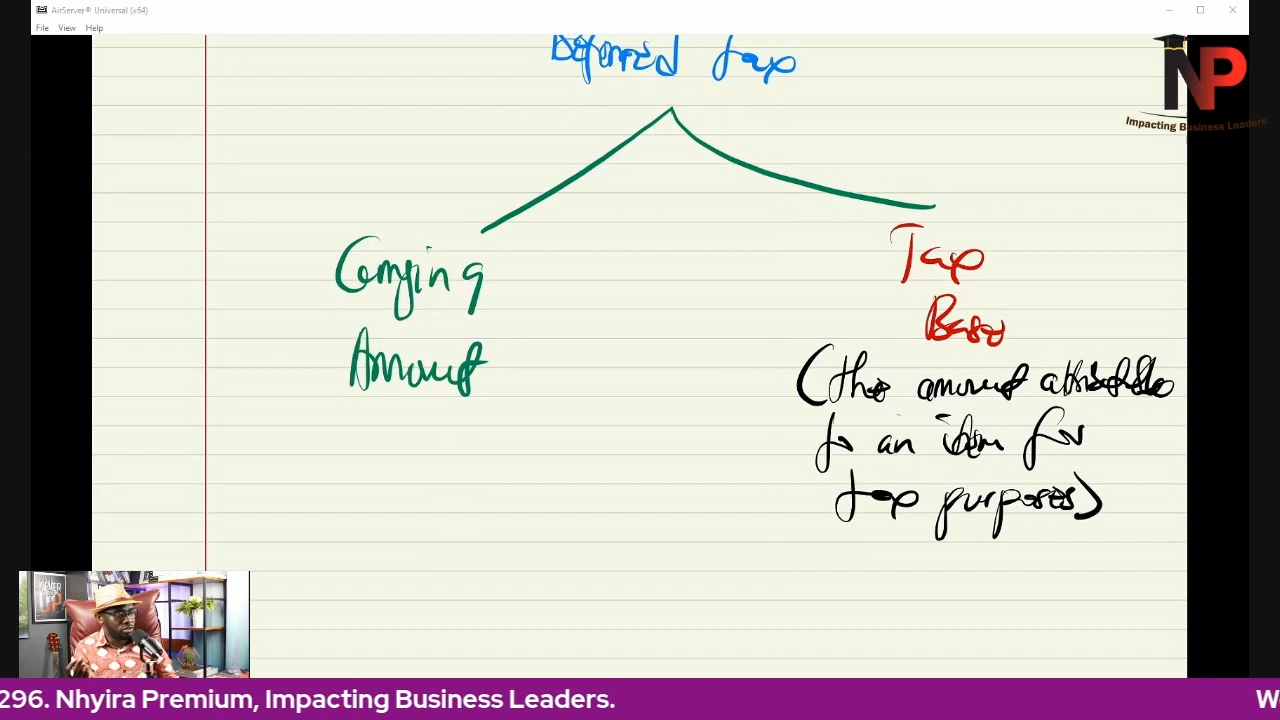 AirServer® Universal (x64)
File View Help
NP
Impacting Business Leaders
Deferred tax
Carrying
Amount
Tax
Base
(the amount attributable
to an item for
tax purposes)
296. Nhyira Premium, Impacting Business Leaders.
W